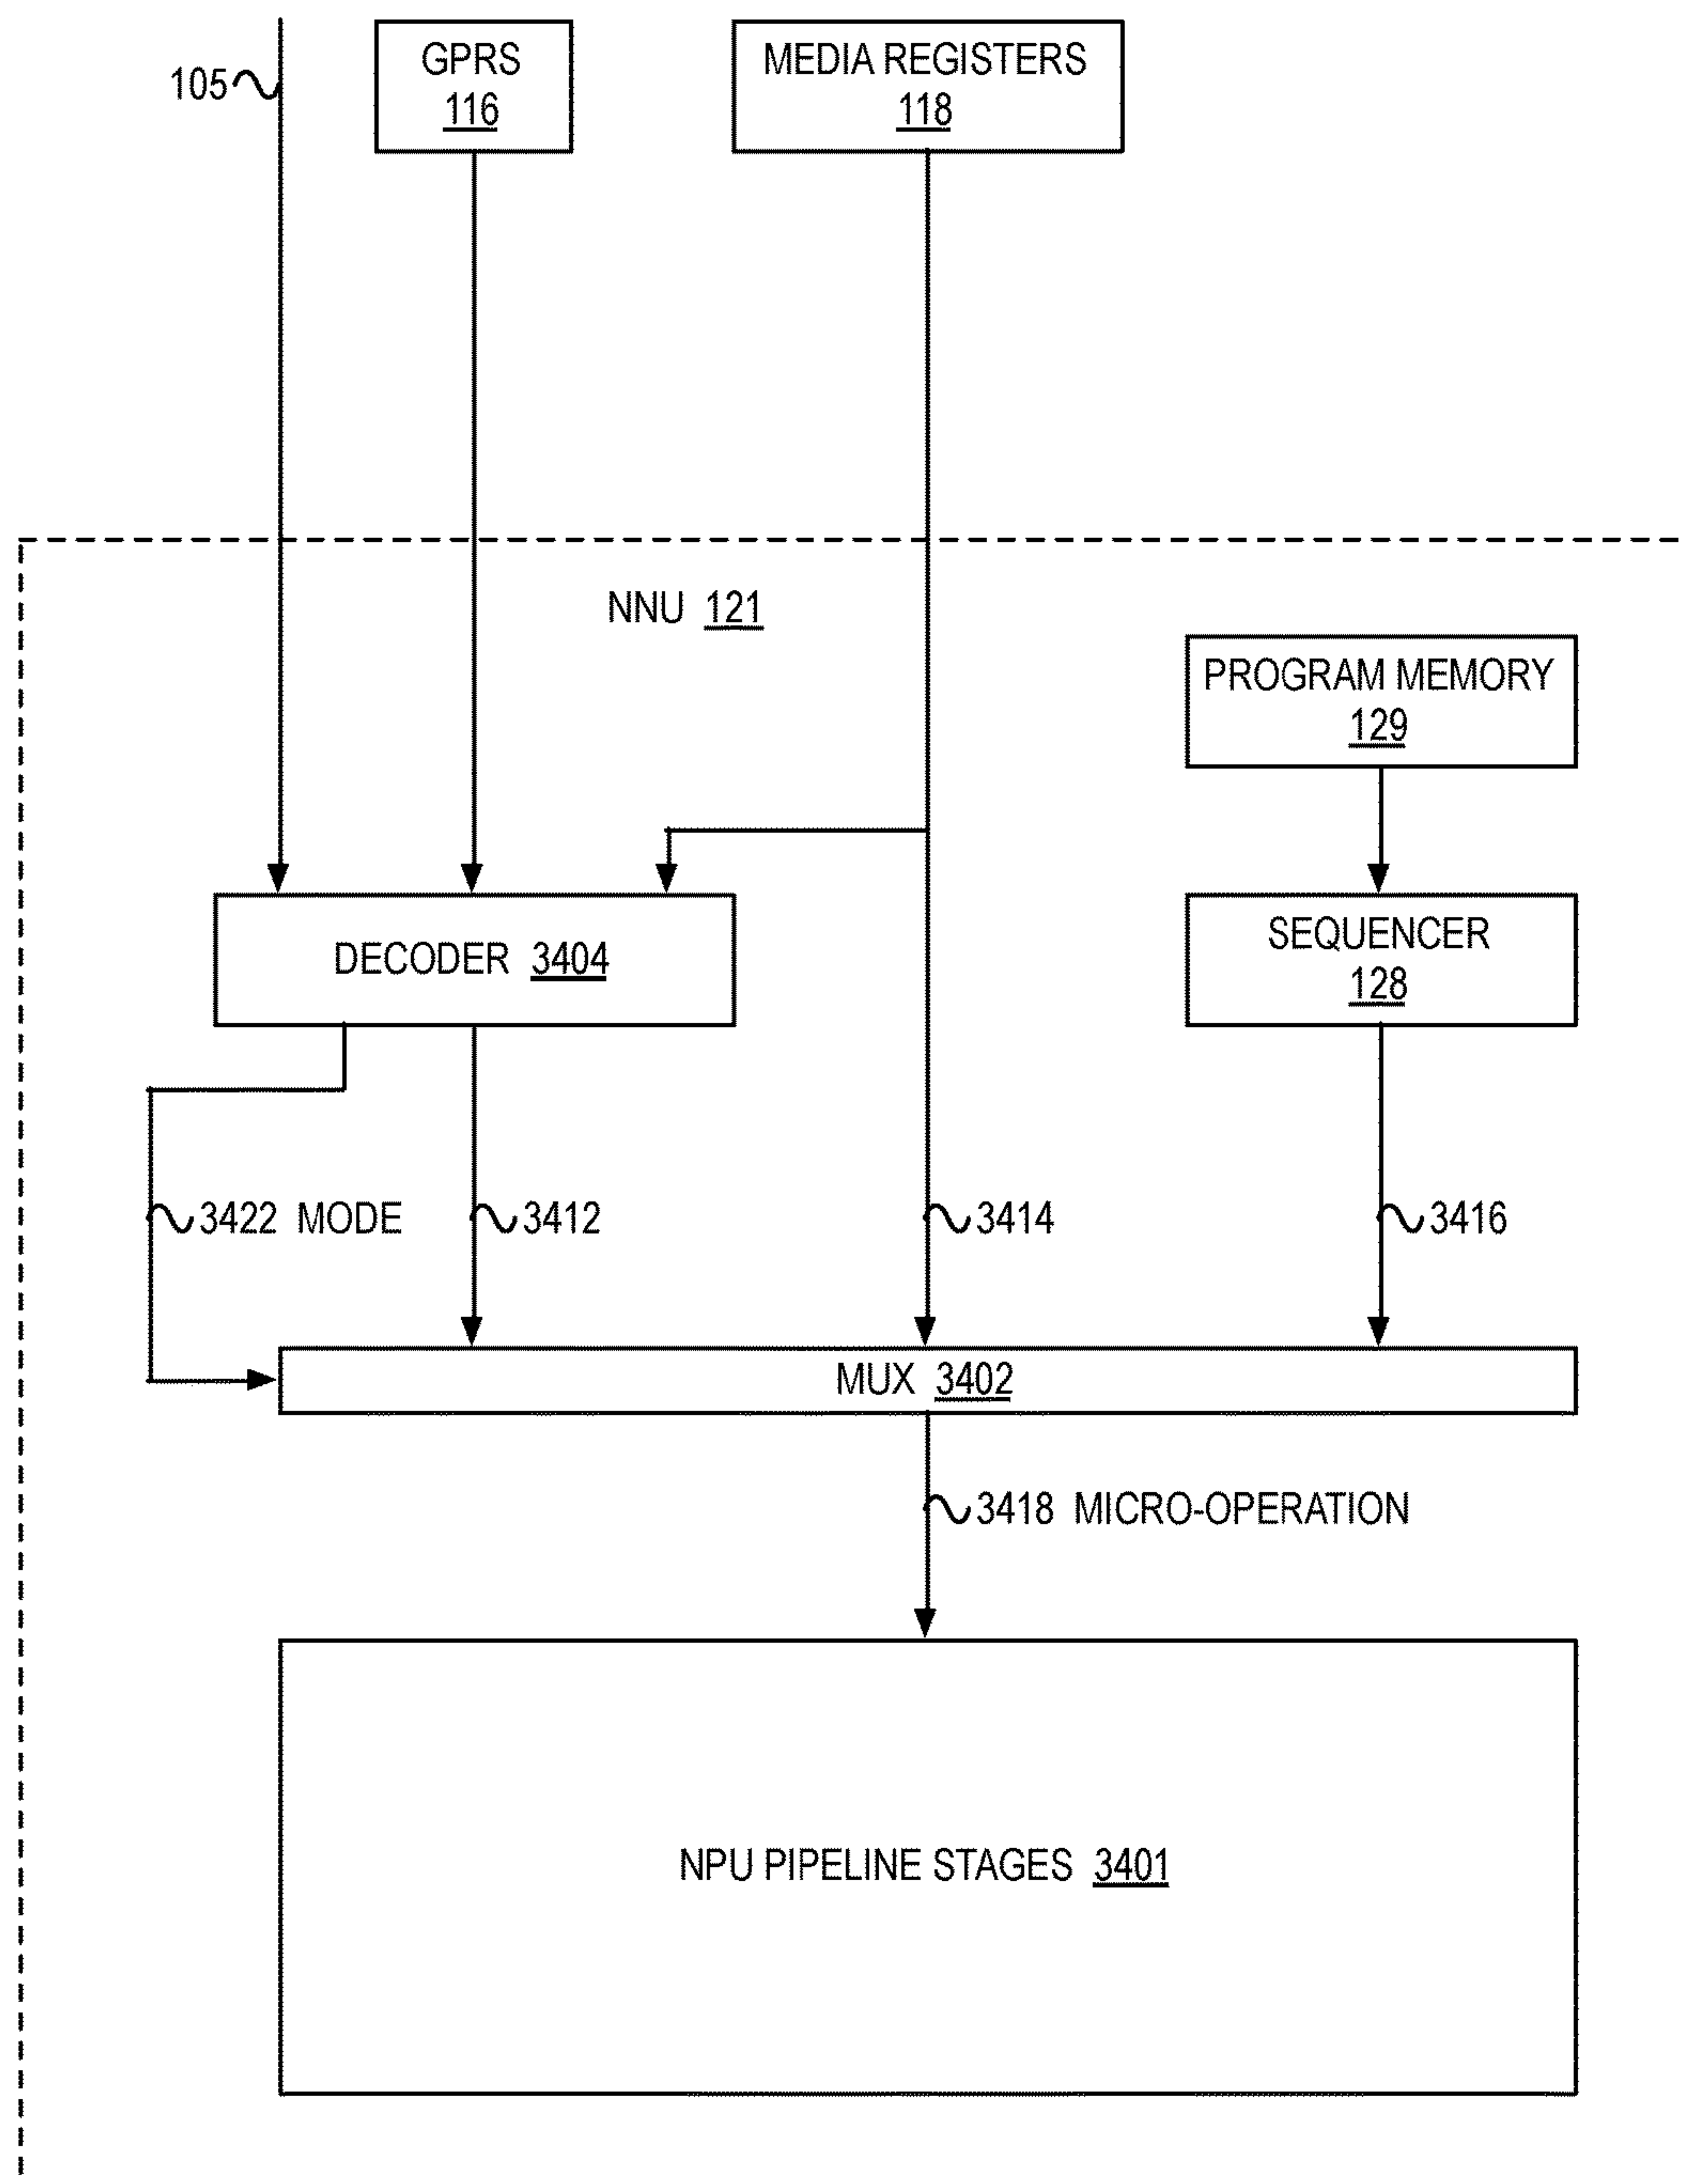 GPRS
116
MEDIA REGISTERS
118
105
NNU 121
PROGRAM MEMORY
129
DECODER 3404
SEQUENCER
128
3422 MODE
3412
3414
3416
MUX 3402
3418 MICRO-OPERATION
NPU PIPELINE STAGES 3401